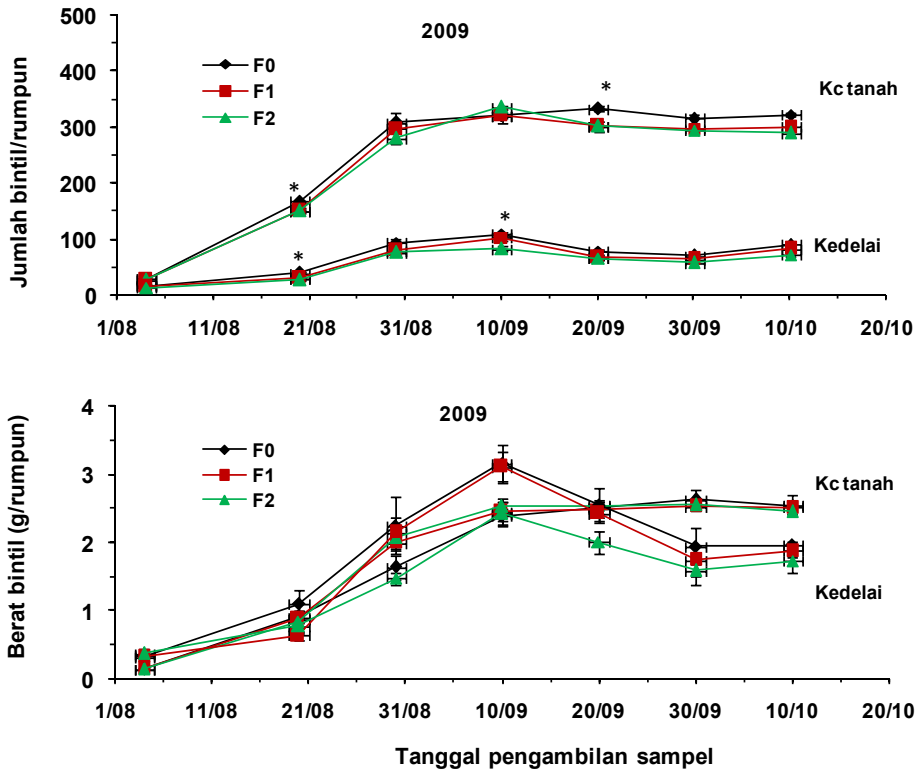 500
400
300
200
100
0
Jumlah bintil/rumpun
2009
F0
F1
F2
*
*
*
*
Kc tanah
Kedelai
1/08 11/08 21/08 31/08 10/09 20/09 30/09 10/10 20/10
4
3
2
1
0
Berat bintil (g/rumpun)
2009
F0
F1
F2
Kc tanah
Kedelai
1/08 11/08 21/08 31/08 10/09 20/09 30/09 10/10 20/10
Tanggal pengambilan sampel